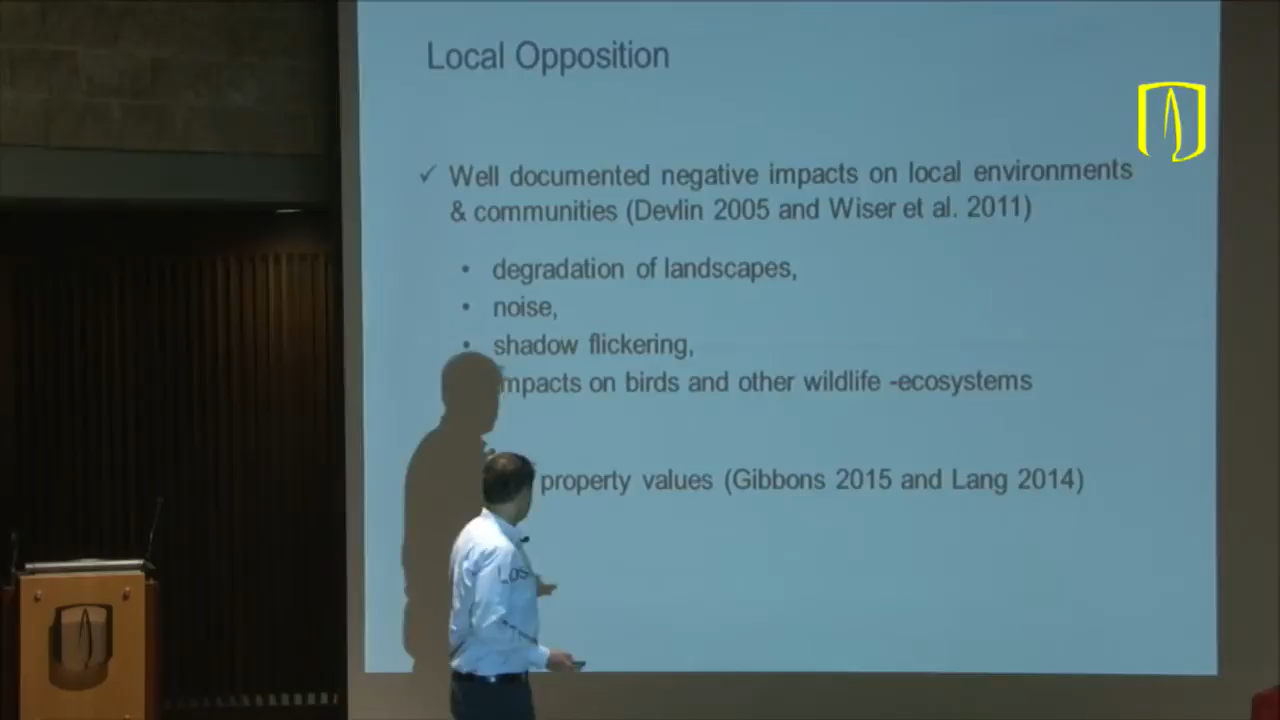 Local Opposition
✓ Well documented negative impacts on local environments
& communities (Devlin 2005 and Wiser et al. 2011)
• degradation of landscapes,
• noise,
• shadow flickering,
mpacts on birds and other wildlife -ecosystems
property values (Gibbons 2015 and Lang 2014)